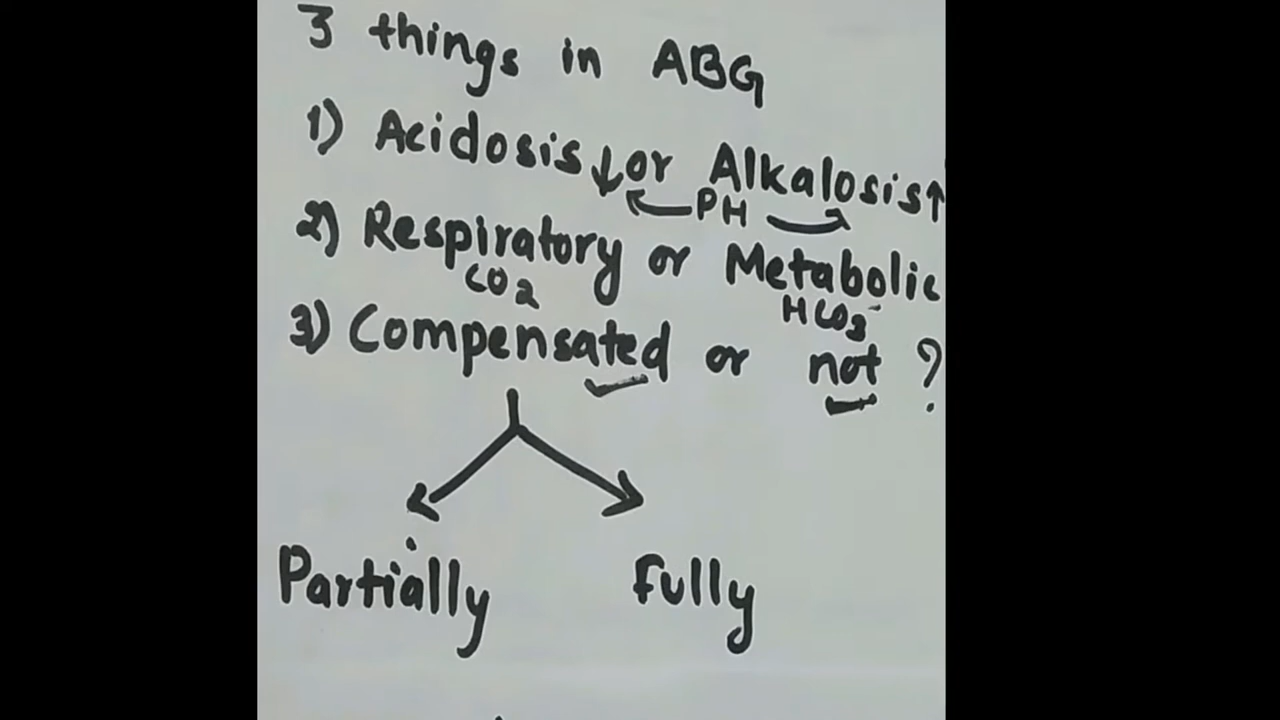 3 things in ABG
1) Acidosis ↓ or Alkalosis ↑
PH
2) Respiratory or Metabolic
CO2 HCO3⁻
3) Compensated or not ?
Partially Fully